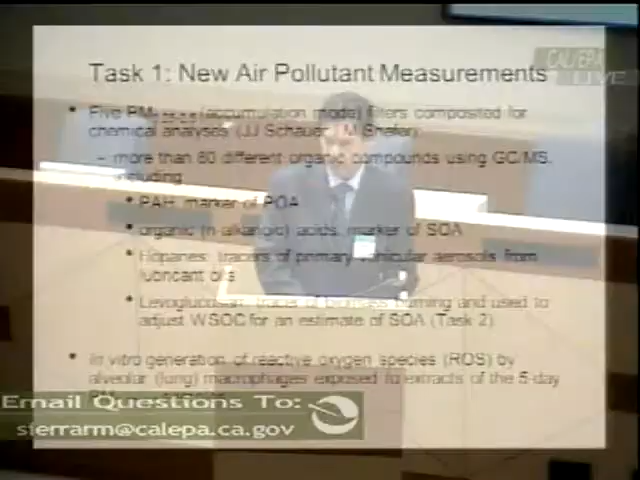 CAL/EPA
LIVE
Task 1: New Air Pollutant Measurements
• Five PM (accumulation mode) filters composited for
chemical analyses (JJ Schauer, M Shafer)
– more than 80 different organic compounds using GC/MS,
including
• PAH, marker of POA
• organic (n-alkanoic) acids, marker of SOA
• Hopanes, tracers of primary vehicular aerosols from
lubricant oils
• Levoglucosan, tracer of biomass burning and used to
adjust WSOC for an estimate of SOA (Task 2)
• In vitro generation of reactive oxygen species (ROS) by
alveolar (lung) macrophages exposed to extracts of the 5-day
Email Questions To:
sierrarm@calepa.ca.gov